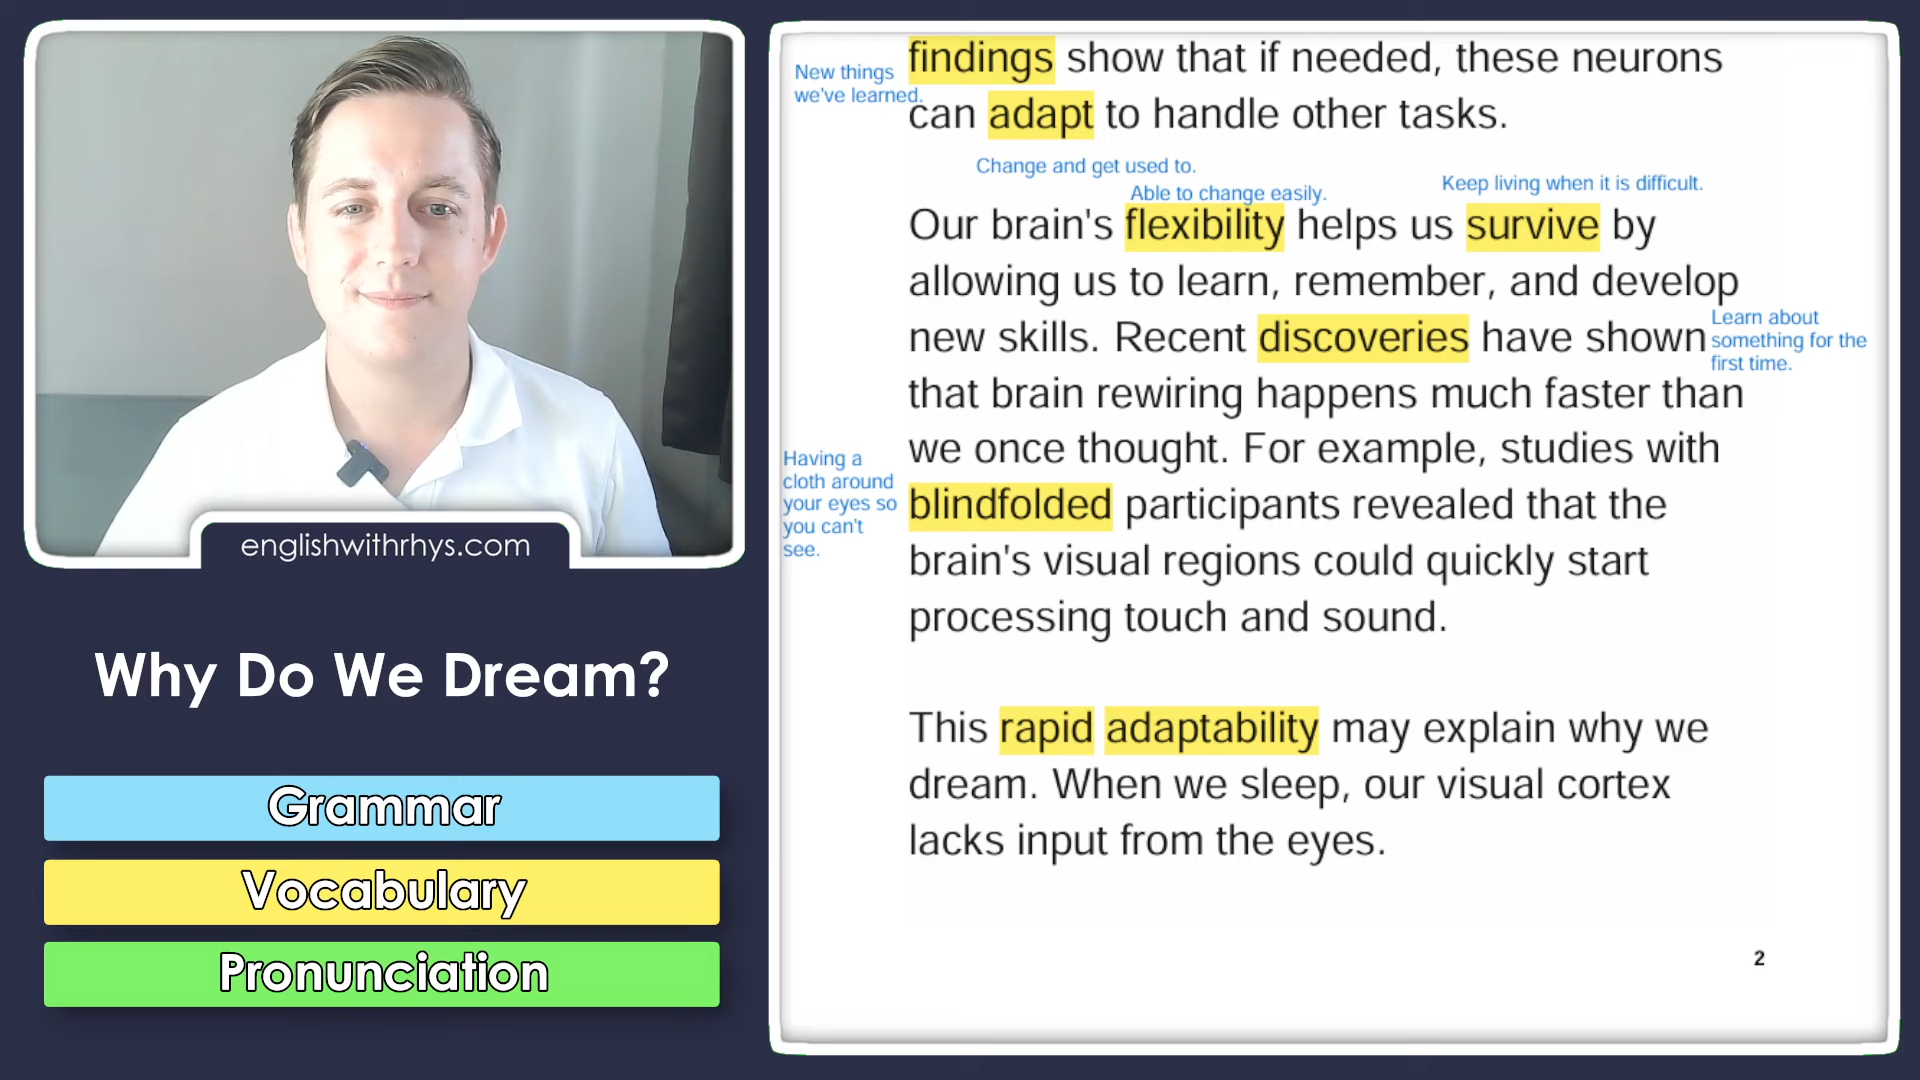 englishwithrhys.com
Why Do We Dream?
Grammar
Vocabulary
Pronunciation
New things
we've learned.
findings show that if needed, these neurons
can adapt to handle other tasks.
Change and get used to.
Able to change easily.
Keep living when it is difficult.
Our brain's flexibility helps us survive by
allowing us to learn, remember, and develop
new skills. Recent discoveries have shown
Learn about
something for the
first time.
that brain rewiring happens much faster than
we once thought. For example, studies with
Having a
cloth around
your eyes so
you can't
see.
blindfolded participants revealed that the
brain's visual regions could quickly start
processing touch and sound.
This rapid adaptability may explain why we
dream. When we sleep, our visual cortex
lacks input from the eyes.
2